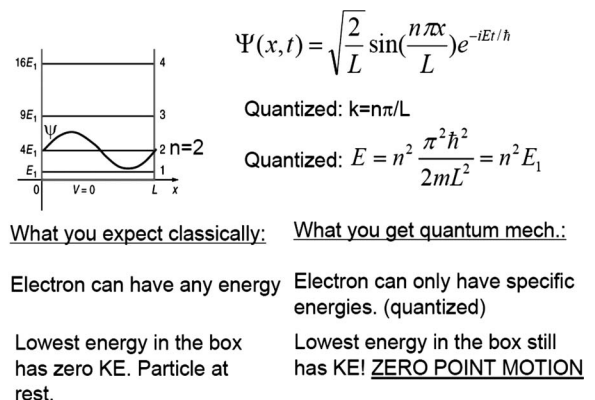 Ψ(x,t) = √(2/L) sin(nπx/L)e^(-iEt/ħ)
16E₁ 4
9E₁ 3
Ψ
4E₁ 2 n=2
E₁ 1
0 V=0 L x
Quantized: k=nπ/L
Quantized: E = n² π²ħ²/2mL² = n²E₁
What you expect classically:
What you get quantum mech.:
Electron can have any energy
Electron can only have specific
energies. (quantized)
Lowest energy in the box
has zero KE. Particle at
rest.
Lowest energy in the box still
has KE! ZERO POINT MOTION